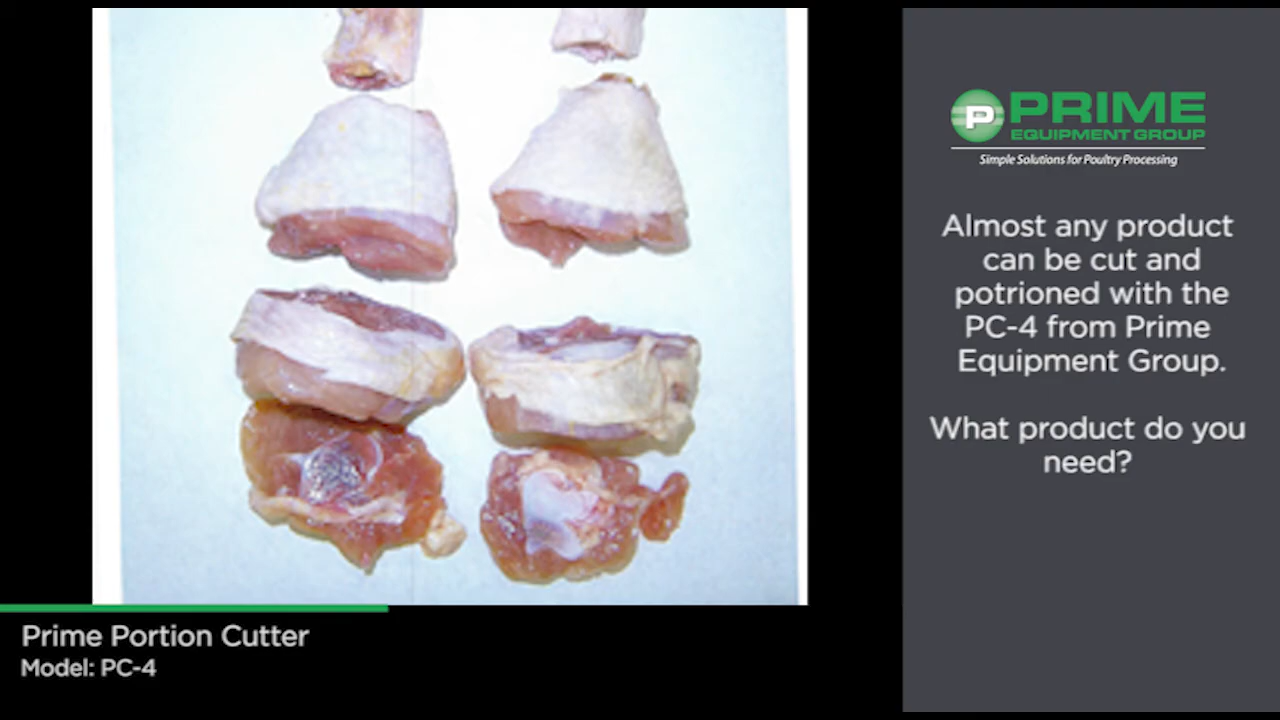 P PRIME
EQUIPMENT GROUP
Simple Solutions for Poultry Processing
Almost any product
can be cut and
potrioned with the
PC-4 from Prime
Equipment Group.
What product do you
need?
Prime Portion Cutter
Model: PC-4